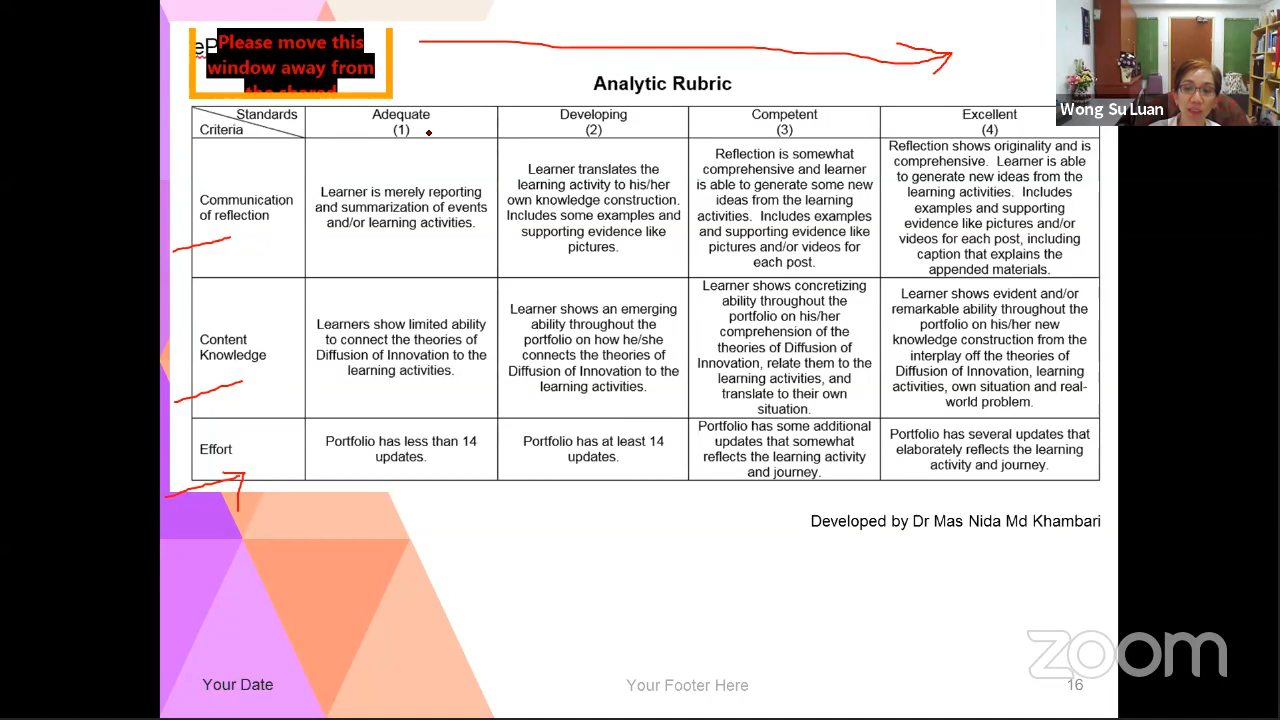 eP
Please move this
window away from
the shared
Wong Su Luan
Analytic Rubric
Standards
Criteria
Adequate
(1)
Developing
(2)
Competent
(3)
Excellent
(4)
Communication
of reflection
Learner is merely reporting
and summarization of events
and/or learning activities.
Learner translates the
learning activity to his/her
own knowledge construction.
Includes some examples and
supporting evidence like
pictures.
Reflection is somewhat
comprehensive and learner
is able to generate some new
ideas from the learning
activities. Includes examples
and supporting evidence like
pictures and/or videos for
each post.
Reflection shows originality and is
comprehensive. Learner is able
to generate new ideas from the
learning activities. Includes
examples and supporting
evidence like pictures and/or
videos for each post, including
caption that explains the
appended materials.
Content
Knowledge
Learners show limited ability
to connect the theories of
Diffusion of Innovation to the
learning activities.
Learner shows an emerging
ability throughout the
portfolio on how he/she
connects the theories of
Diffusion of Innovation to the
learning activities.
Learner shows concretizing
ability throughout the
portfolio on his/her
comprehension of the
theories of Diffusion of
Innovation, relate them to the
learning activities, and
translate to their own
situation.
Learner shows evident and/or
remarkable ability throughout the
portfolio on his/her new
knowledge construction from the
interplay off the theories of
Diffusion of Innovation, learning
activities, own situation and real-
world problem.
Effort
Portfolio has less than 14
updates.
Portfolio has at least 14
updates.
Portfolio has some additional
updates that somewhat
reflects the learning activity
and journey.
Portfolio has several updates that
elaborately reflects the learning
activity and journey.
Developed by Dr Mas Nida Md Khambari
zoom
Your Date
Your Footer Here
16